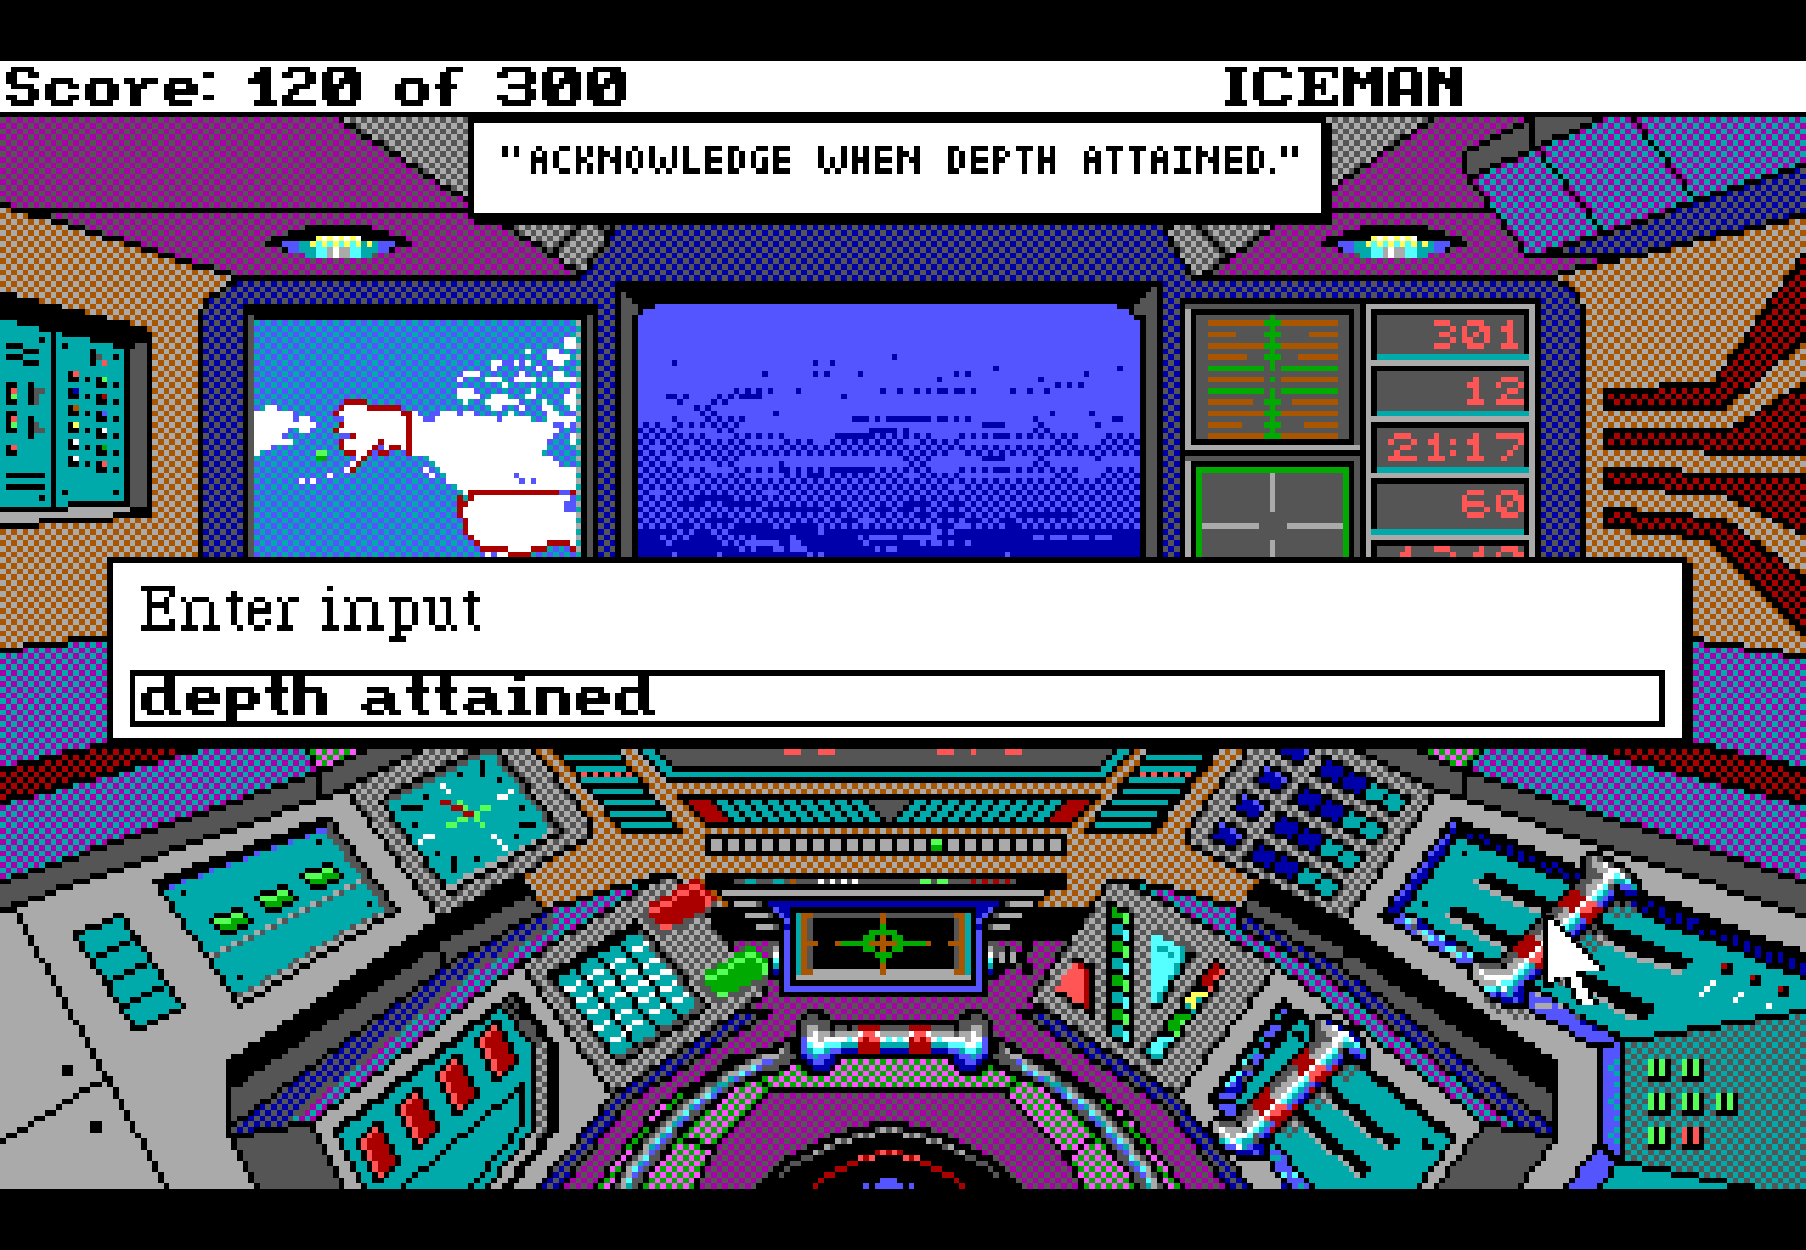 Score: 120 of 300 ICEMAN
"ACKNOWLEDGE WHEN DEPTH ATTAINED."
301
12
21:17
60
Enter input
depth attained